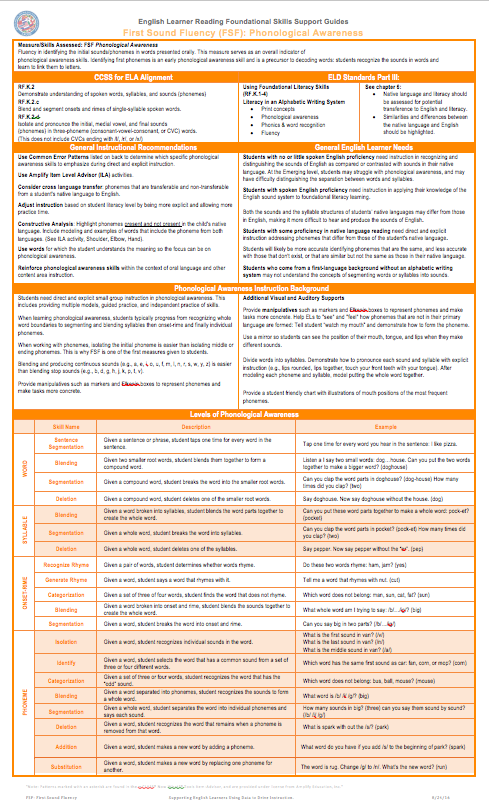 English Learner Reading Foundational Skills Support Guides
First Sound Fluency (FSF): Phonological Awareness
Measure/Skills Assessed: FSF Phonological Awareness
Fluency in identifying the initial sounds/phonemes in words presented orally. This measure serves as an overall indicator of
phonological awareness skills. Identifying first phonemes is an early phonological awareness skill and is a precursor to decoding words: students recognize the sounds in words and
learn to link them to letters.
CCSS for ELA Alignment
RF.K.2
Demonstrate understanding of spoken words, syllables, and sounds (phonemes)
RF.K.2.c
Blend and segment onsets and rimes of single-syllable spoken words.
RF.K.2.d
Isolate and pronounce the initial, medial vowel, and final sounds
(phonemes) in three-phoneme (consonant-vowel-consonant, or CVC) words.
(This does not include CVCs ending with /l/, /r/, or /x/)
ELD Standards Part III:
Using Foundational Literacy Skills
(RF.K.1-4)
Literacy in an Alphabetic Writing System
• Print concepts
• Phonological awareness
• Phonics & word recognition
• Fluency
See chapter 6:
• Native language and literacy should
be assessed for potential
transference to English and literacy.
• Similarities and differences between
the native language and English
should be highlighted.
General Instructional Recommendations
Use Common Error Patterns listed on back to determine which specific phonological
awareness skills to emphasize during direct explicit and instruction.
Use Amplify Item Level Advisor (ILA) activities.
Consider cross language transfer: phonemes that are transferable and non-transferable
from a student's native language to English.
Adjust instruction based on student literacy level by being more explicit and allowing more
practice time.
Constructive Analysis: Highlight phonemes present and not present in the child's native
language. Include modeling and examples of words that include the phoneme from both
languages. (See ILA activity, Shoulder, Elbow, Hand).
Use words for which the student understands the meaning so the focus can be on
phonological awareness.
Reinforce phonological awareness skills within the context of oral language and other
content area instruction.
General English Learner Needs
Students with no or little spoken English proficiency need instruction in recognizing and
distinguishing the sounds of English as compared or contrasted with sounds in their native
language. At the Emerging level, students may struggle with phonological awareness, and may
have difficulty distinguishing the separation between words and syllables.
Students with spoken English proficiency need instruction in applying their knowledge of the
English sound system to foundational literacy learning.
Both the sounds and the syllable structures of students' native languages may differ from those
in English, making it more difficult to hear and produce the sounds of English.
Students with some proficiency in native language reading need direct and explicit
instruction addressing phonemes that differ from those of the student's native language.
Students will likely be more accurate identifying phonemes that are the same, and less accurate
with those that don't exist, or that are similar but not the same as those in their native language.
Students who come from a first-language background without an alphabetic writing
system may not understand the concepts of segmenting words or syllables into sounds.
Phonological Awareness Instruction Background
Students need direct and explicit small group instruction in phonological awareness. This
includes providing multiple models, guided practice, and independent practice of skills.
When learning phonological awareness, students typically progress from recognizing whole
word boundaries to segmenting and blending syllables then onset-rime and finally individual
phonemes.
When working with phonemes, isolating the initial phoneme is easier than isolating middle or
ending phonemes. This is why FSF is one of the first measures given to students.
Blending and producing continuous sounds (e.g., a, e, i, o, u, f, m, l, n, r, s, w, y, z) is easier
than blending stop sounds (e.g., b, d, g, h, j, k, p, t, v).
Provide manipulatives such as markers and Elkonin boxes to represent phonemes and
make tasks more concrete.
Additional Visual and Auditory Supports
Provide manipulatives such as markers and Elkonin boxes to represent phonemes and make
tasks more concrete. Help ELs to "see" and "feel" how phonemes that are not in their primary
language are formed: Tell student "watch my mouth" and demonstrate how to form the phoneme.
Use a mirror so students can see the position of their mouth, tongue, and lips when they make
different sounds.
Divide words into syllables. Demonstrate how to pronounce each sound and syllable with explicit
instruction (e.g., lips rounded, lips together, touch your front teeth with your tongue). After
modeling each phoneme and syllable, model putting the whole word together.
Provide a student friendly chart with illustrations of mouth positions of the most frequent
phonemes.
Levels of Phonological Awareness
Skill Name Description Example
WORD
Sentence Segmentation Given a sentence or phrase, student taps one time for every word in the sentence. Tap one time for every word you hear in the sentence: I like pizza.
Blending Given two smaller root words, student blends them together to form a compound word. Listen as I say two small words: dog... house. Can you put the two words together to make a bigger word? (doghouse)
Segmentation Given a compound word, student breaks the word into the smaller root words. Can you clap the word parts in doghouse? (dog-house) How many times did you clap? (two)
Deletion Given a compound word, student deletes one of the smaller root words. Say doghouse. Now say doghouse without the house. (dog)
SYLLABLE
Blending Given a word broken into syllables, student blends the word parts together to create the whole word. Can you put these word parts together to make a whole word: pock-et? (pocket)
Segmentation Given a whole word, student breaks the word into syllables. Can you clap the word parts in pocket? (pock-et) How many times did you clap? (two)
Deletion Given a whole word, student deletes one of the syllables. Say pepper. Now say pepper without the "er". (pep)
ONSET-RIME
Recognize Rhyme Given a pair of words, student determines whether words rhyme. Do these two words rhyme: ham, jam? (yes)
Generate Rhyme Given a word, student says a word that rhymes with it. Tell me a word that rhymes with nut. (cut)
Categorization Given a set of three of four words, student finds the word that does not rhyme. Which word does not belong: men, sun, cat, fat? (sun)
Blending Given a word broken into onset and rime, student blends the sounds together to create the whole word. What whole word am I trying to say: /b/.../ig/? (big)
Segmentation Given a word, student breaks the word into onset and rime. Can you say big in two parts? (/b/.../ig/)
PHONEME
Isolation Given a word, student recognizes individual sounds in the word. What is the first sound in van? (/v/)
What is the last sound in van? (/n/)
What is the middle sound in van? (/a/)
Identify Given a word, student selects the word that has a common sound from a set of three or four different words. Which word has the same first sound as car: fan, corn, or mop? (corn)
Categorization Given a set of three or four words, student recognizes the word that has the "odd" sound. Which word does not belong: bus, ball, mouse? (mouse)
Blending Given a word separated into phonemes, student recognizes the sounds to form a whole word. What word is /b/ /i/ /g/? (big)
Segmentation Given a whole word, student separates the word into individual phonemes and says each sound. How many sounds in big? (three) can you say them sound by sound? (/b/ /i/ /g/)
Deletion Given a word, student recognizes the word that remains when a phoneme is removed from that word. What is spark with out the /s/? (park)
Addition Given a word, student makes a new word by adding a phoneme. What word do you have if you add /s/ to the beginning of park? (spark)
Substitution Given a word, student makes a new word by replacing one phoneme for another. The word is rug. Change /g/ to /n/. What's the new word? (run)
FSF: First Sound Fluency Supporting English Learners Using Data to Drive Instruction